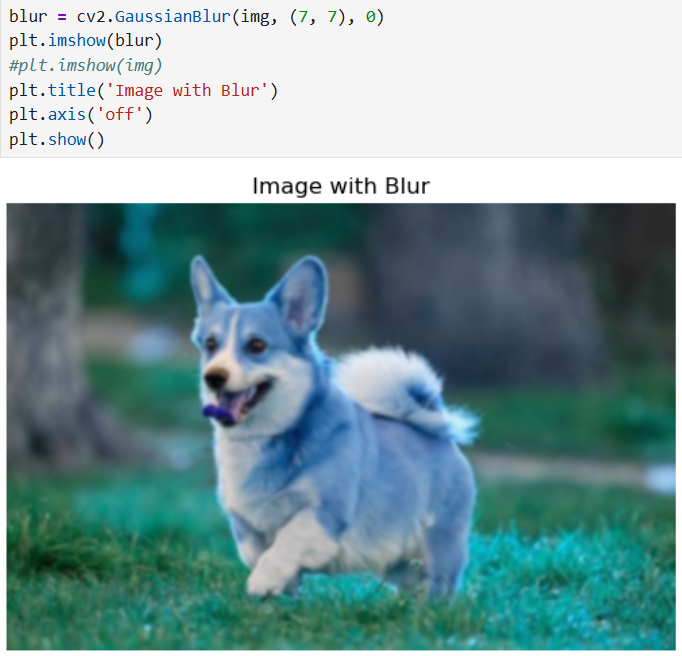 blur = cv2.GaussianBlur(img, (7, 7), 0)
plt.imshow(blur)
#plt.imshow(img)
plt.title('Image with Blur')
plt.axis('off')
plt.show()
Image with Blur